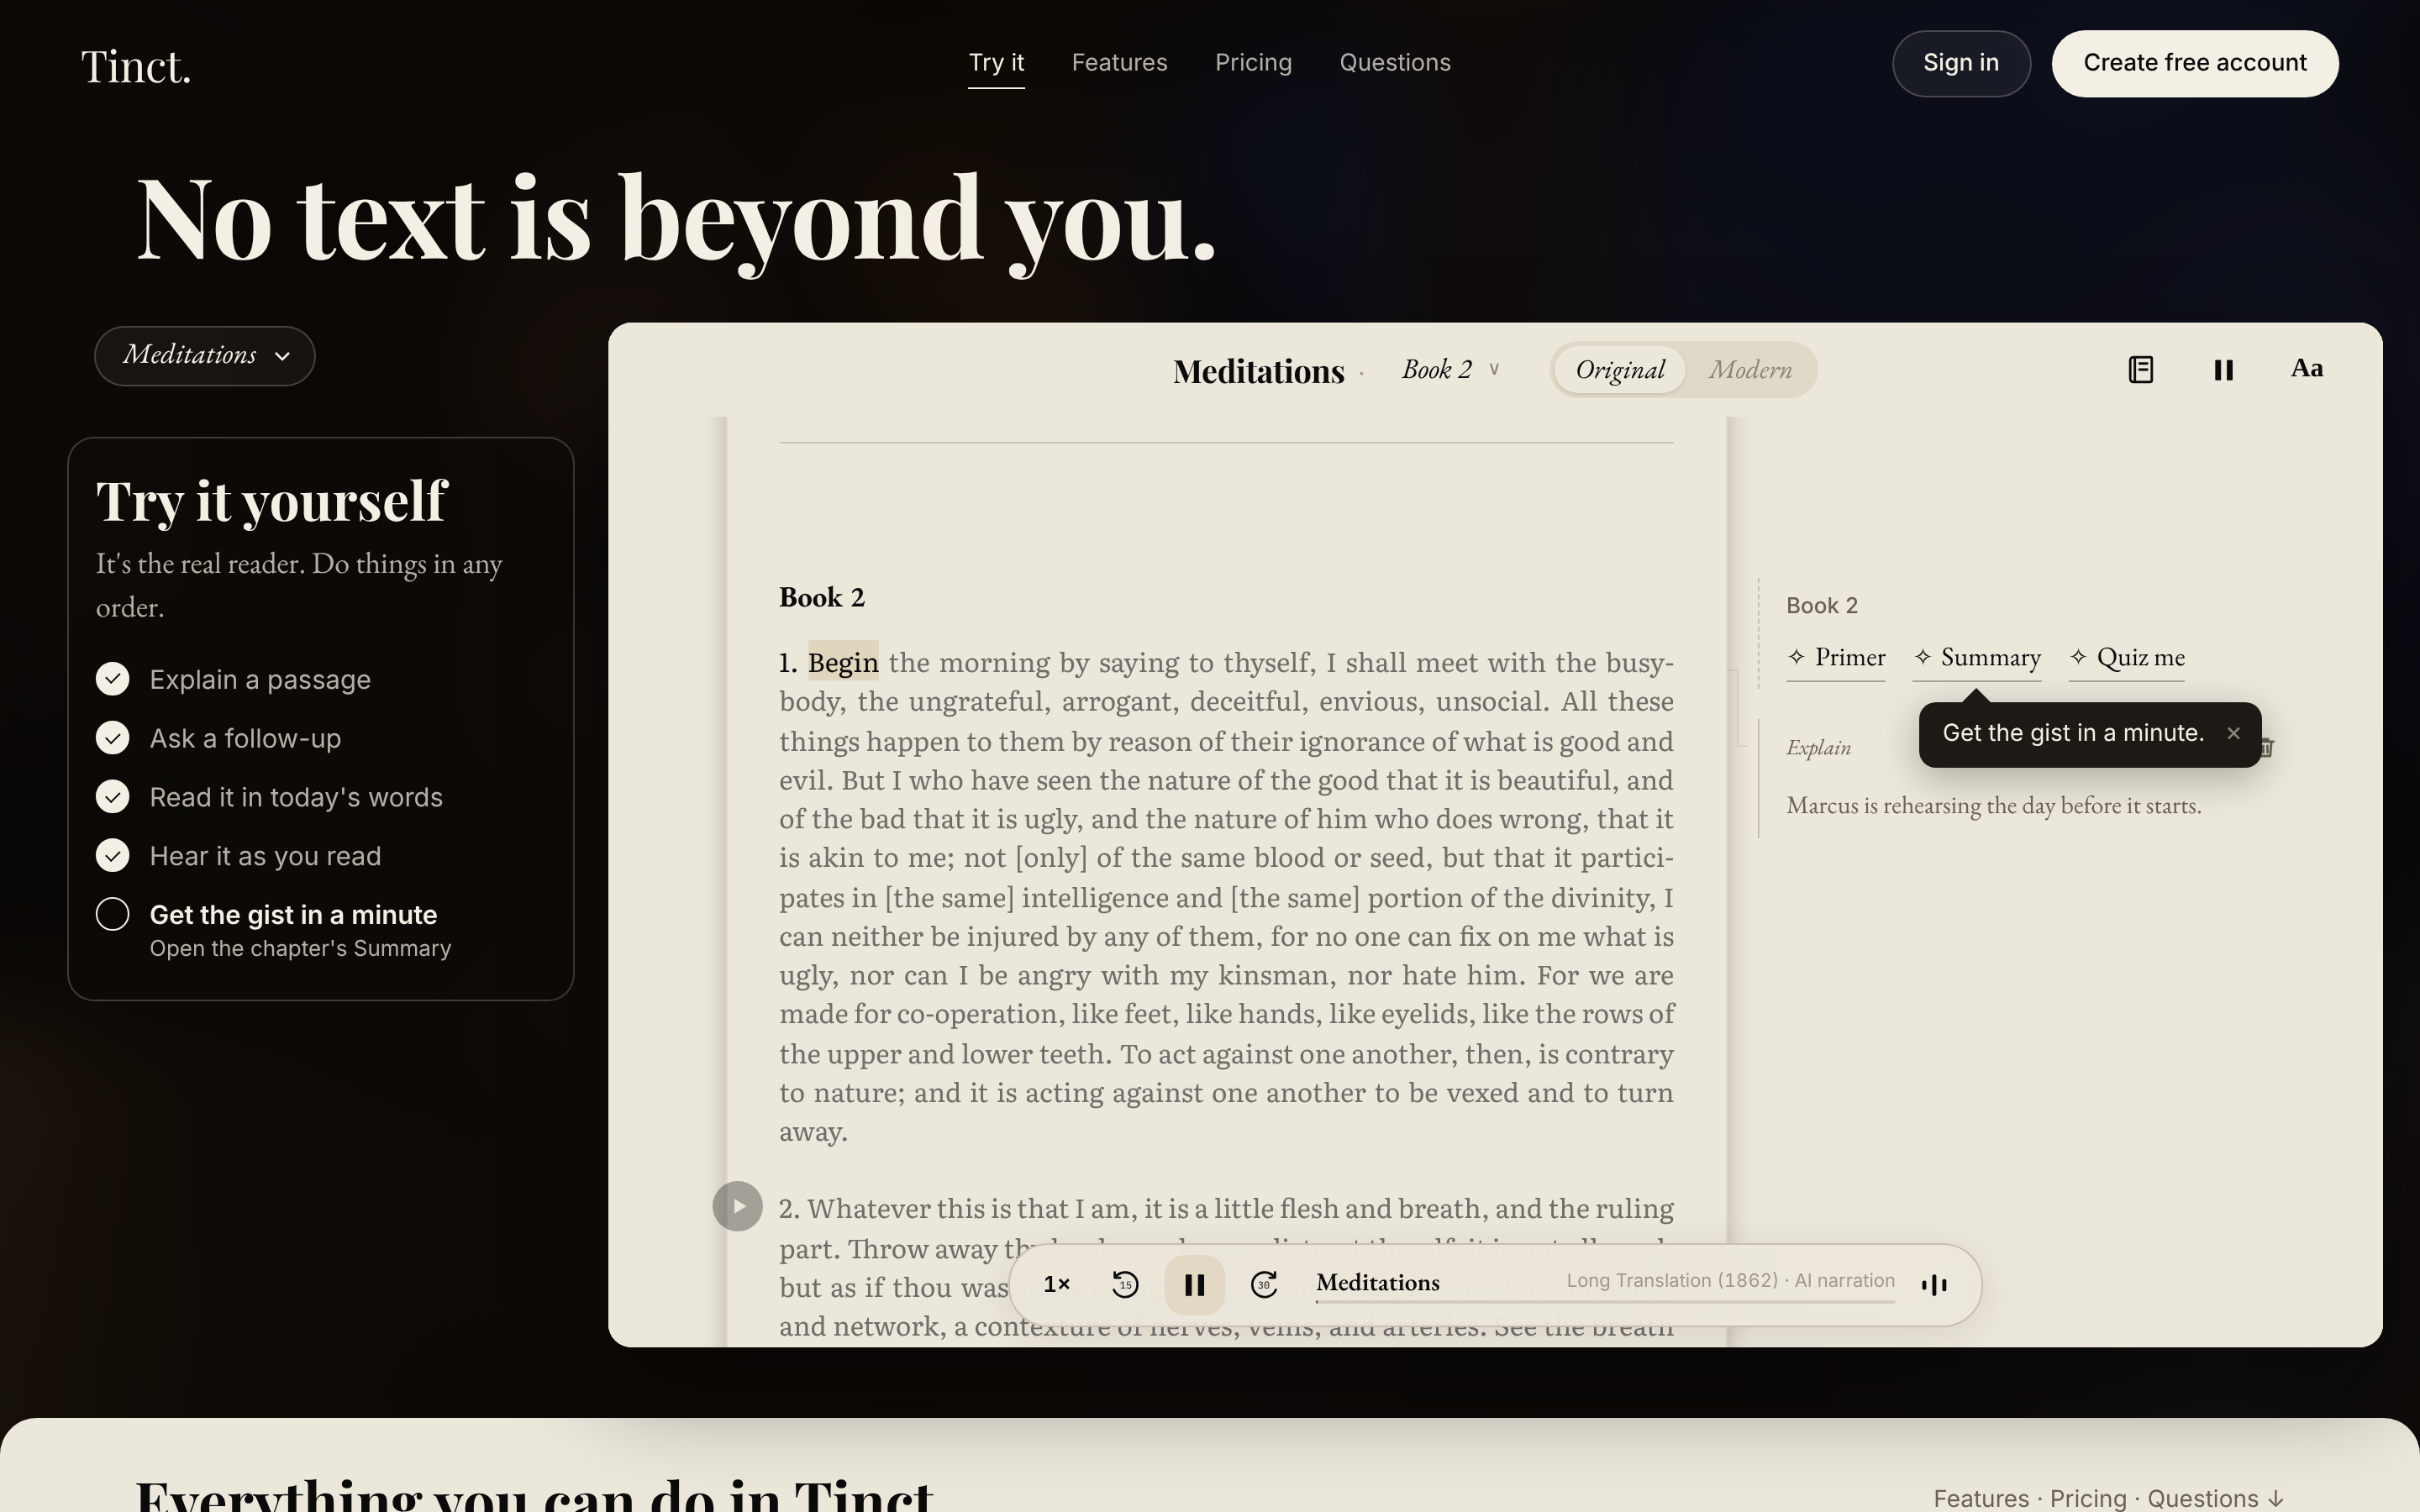 Tinct.
Try it
Features
Pricing
Questions
Sign in
Create free account
No text is beyond you.
Meditations
Try it yourself
It's the real reader. Do things in any
order.
Explain a passage
Ask a follow-up
Read it in today's words
Hear it as you read
Get the gist in a minute
Open the chapter's Summary
Meditations · Book 2
Original
Modern
Aa
Book 2
1. Begin the morning by saying to thyself, I shall meet with the busy-
body, the ungrateful, arrogant, deceitful, envious, unsocial. All these
things happen to them by reason of their ignorance of what is good and
evil. But I who have seen the nature of the good that it is beautiful, and
of the bad that it is ugly, and the nature of him who does wrong, that it
is akin to me; not [only] of the same blood or seed, but that it partici-
pates in [the same] intelligence and [the same] portion of the divinity, I
can neither be injured by any of them, for no one can fix on me what is
ugly, nor can I be angry with my kinsman, nor hate him. For we are
made for co-operation, like feet, like hands, like eyelids, like the rows of
the upper and lower teeth. To act against one another, then, is contrary
to nature; and it is acting against one another to be vexed and to turn
away.
2. Whatever this is that I am, it is a little flesh and breath, and the ruling
part. Throw away
but as if thou was
and network, a contexture of nerves, veins, and arteries. See the breath
Book 2
Primer
Summary
Quiz me
Get the gist in a minute.
Explain
Marcus is rehearsing the day before it starts.
1×
15
30
Meditations
Long Translation (1862) · AI narration
Everything you can do in Tinct
Features · Pricing · Questions ↓